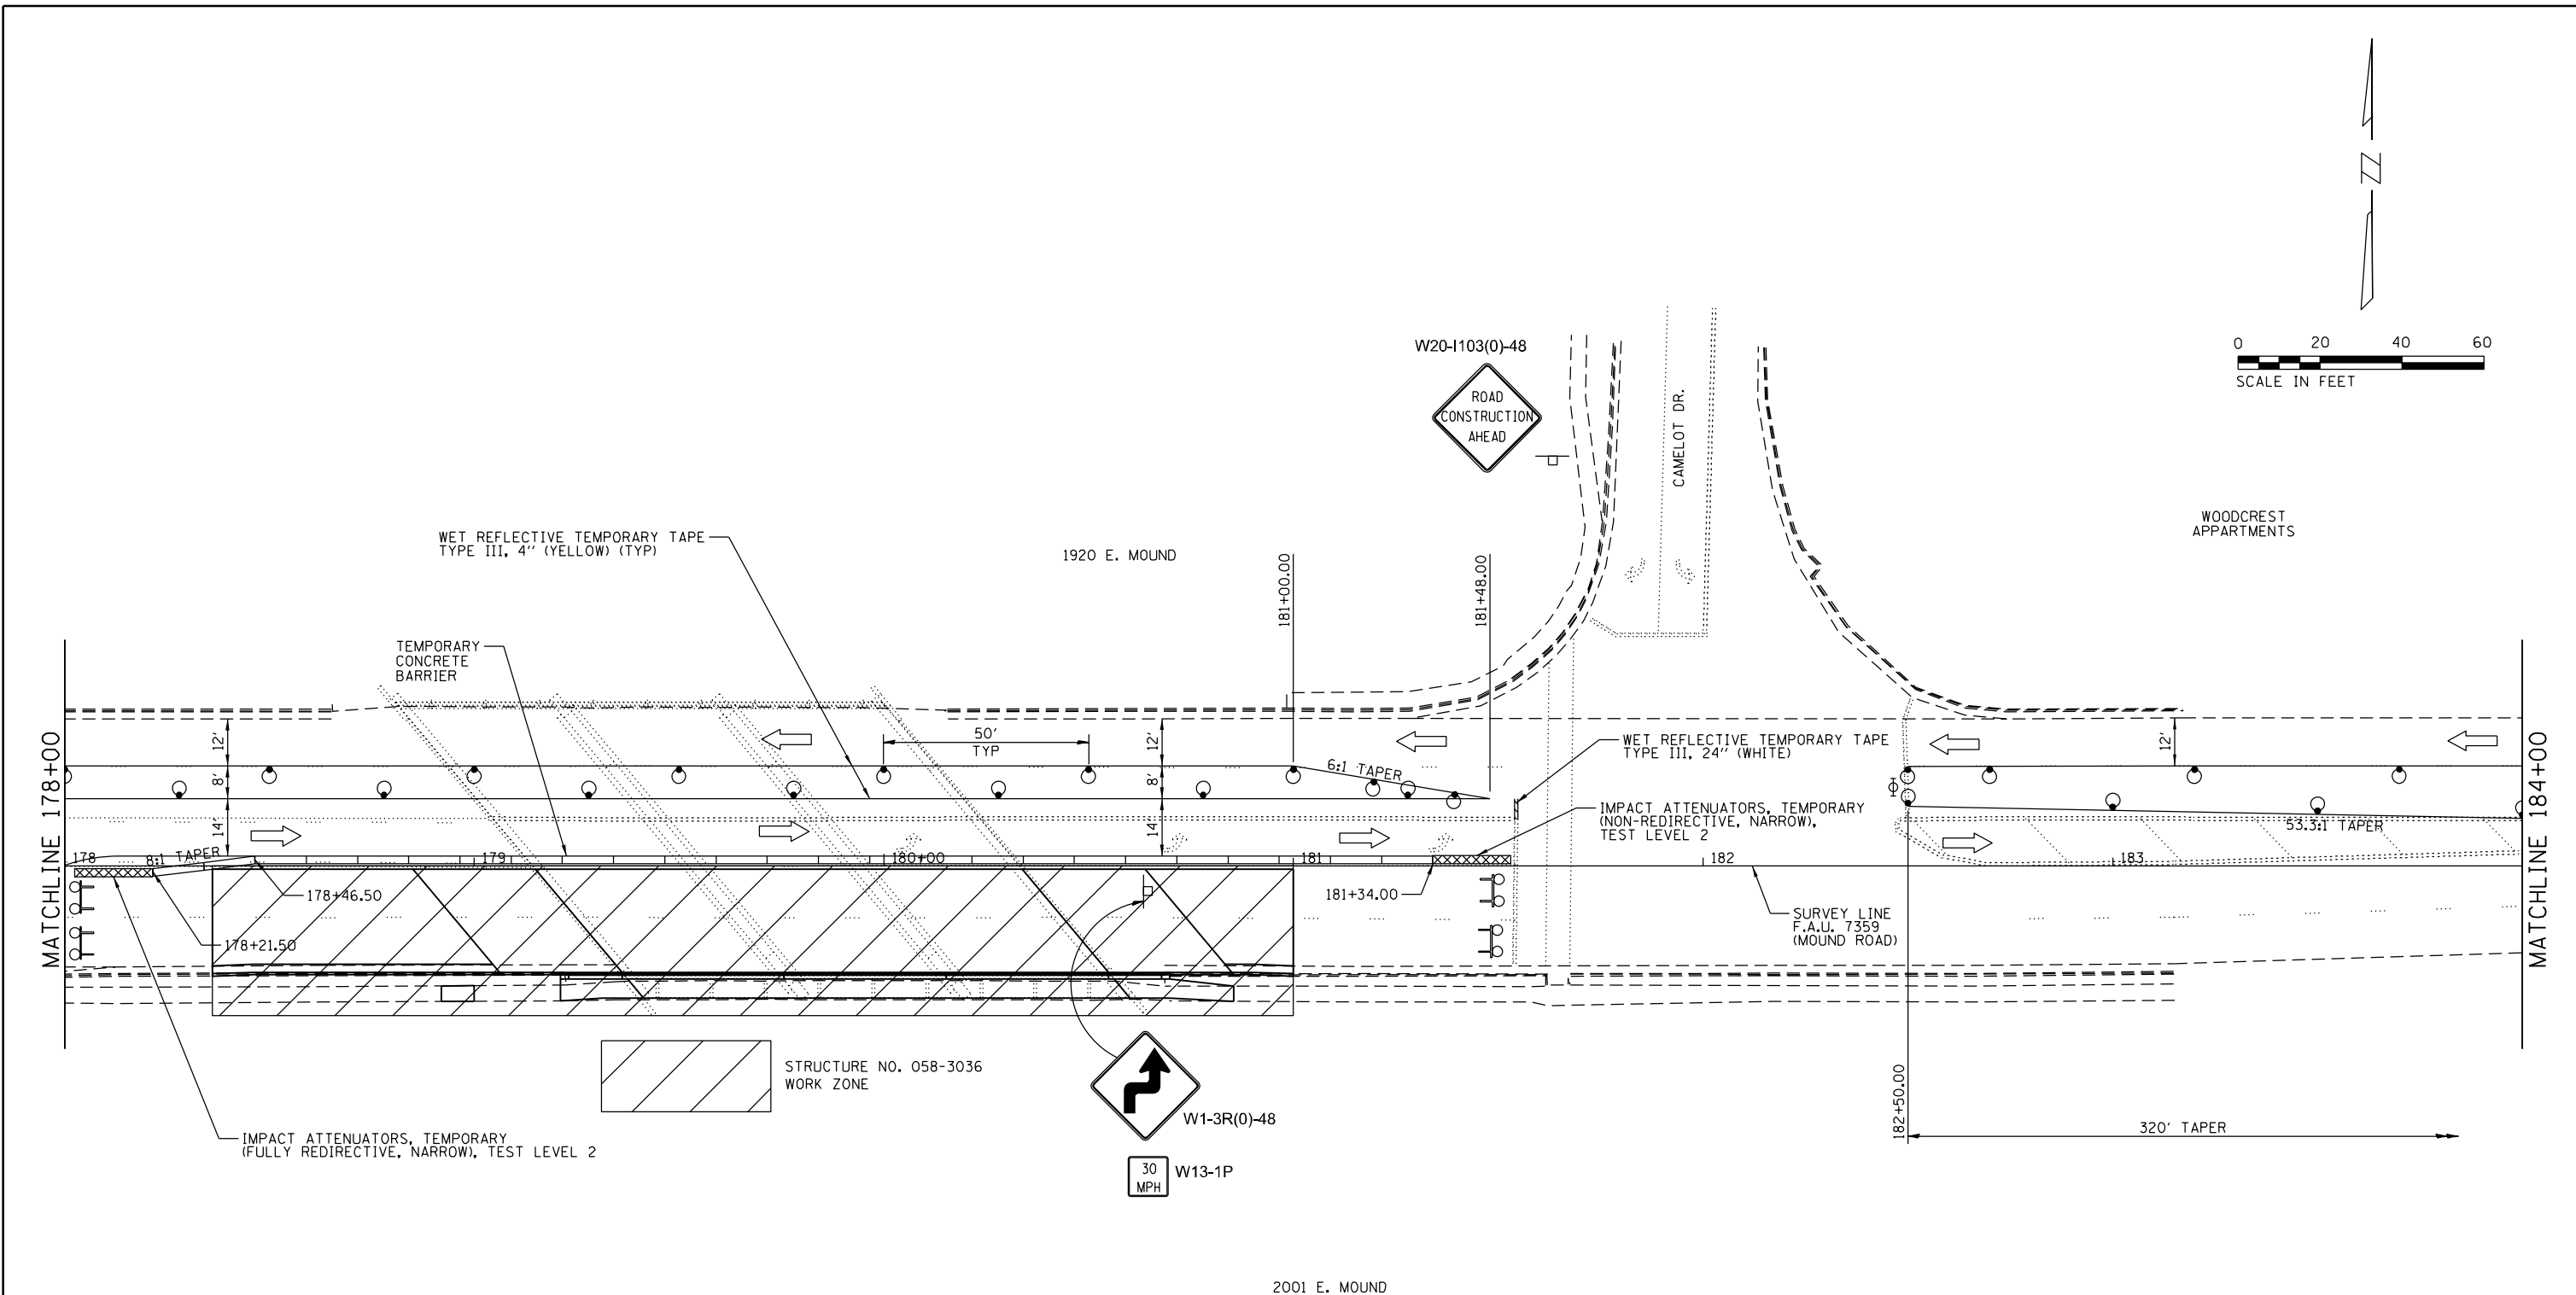 W20-I103(0)-48
ROAD
CONSTRUCTION
AHEAD
CAMELOT DR.
N
0 20 40 60
SCALE IN FEET
WOODCREST
APPARTMENTS
WET REFLECTIVE TEMPORARY TAPE
TYPE III, 4'' (YELLOW) (TYP)
1920 E. MOUND
181+00.00
181+48.00
TEMPORARY
CONCRETE
BARRIER
MATCHLINE 178+00
12'
8'
14'
50'
TYP
12'
8'
14'
6:1 TAPER
WET REFLECTIVE TEMPORARY TAPE
TYPE III, 24'' (WHITE)
IMPACT ATTENUATORS, TEMPORARY
(NON-REDIRECTIVE, NARROW),
TEST LEVEL 2
12'
53.3:1 TAPER
MATCHLINE 184+00
178
8:1 TAPER
179
180+00
181
182
183
178+46.50
181+34.00
178+21.50
SURVEY LINE
F.A.U. 7359
(MOUND ROAD)
STRUCTURE NO. 058-3036
WORK ZONE
W1-3R(0)-48
30
MPH
W13-1P
IMPACT ATTENUATORS, TEMPORARY
(FULLY REDIRECTIVE, NARROW), TEST LEVEL 2
182+50.00
320' TAPER
2001 E. MOUND